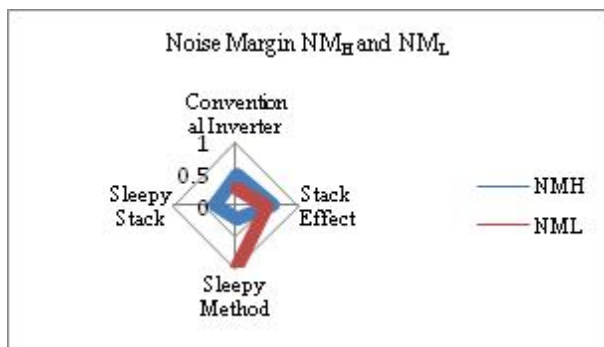 Noise Margin NMH and NML
Convention
al Inverter
1
0.5
0
Sleepy
Stack
Stack
Effect
Sleepy
Method
NMH
NML